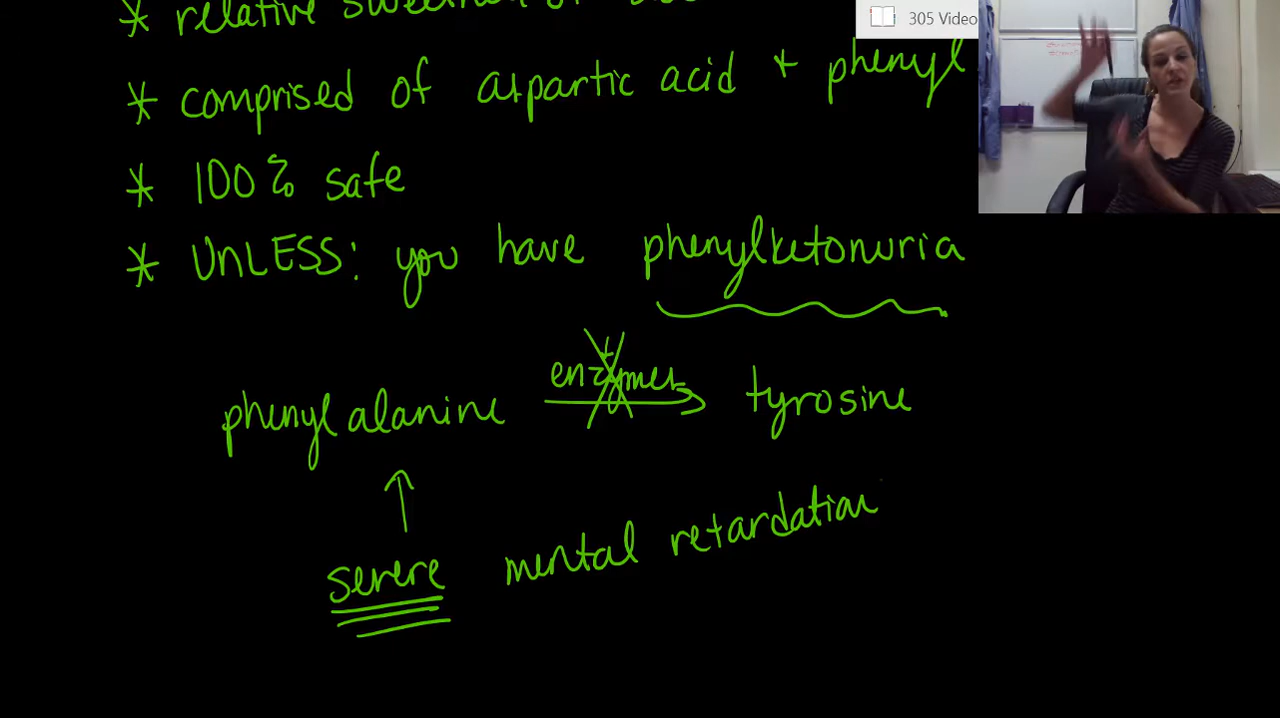 * relative
305 Video
* comprised of aspartic acid + phenyl
* 100% safe
* UNLESS: you have phenylketonuria
enzymes
phenylalanine tyrosine
severe mental retardation